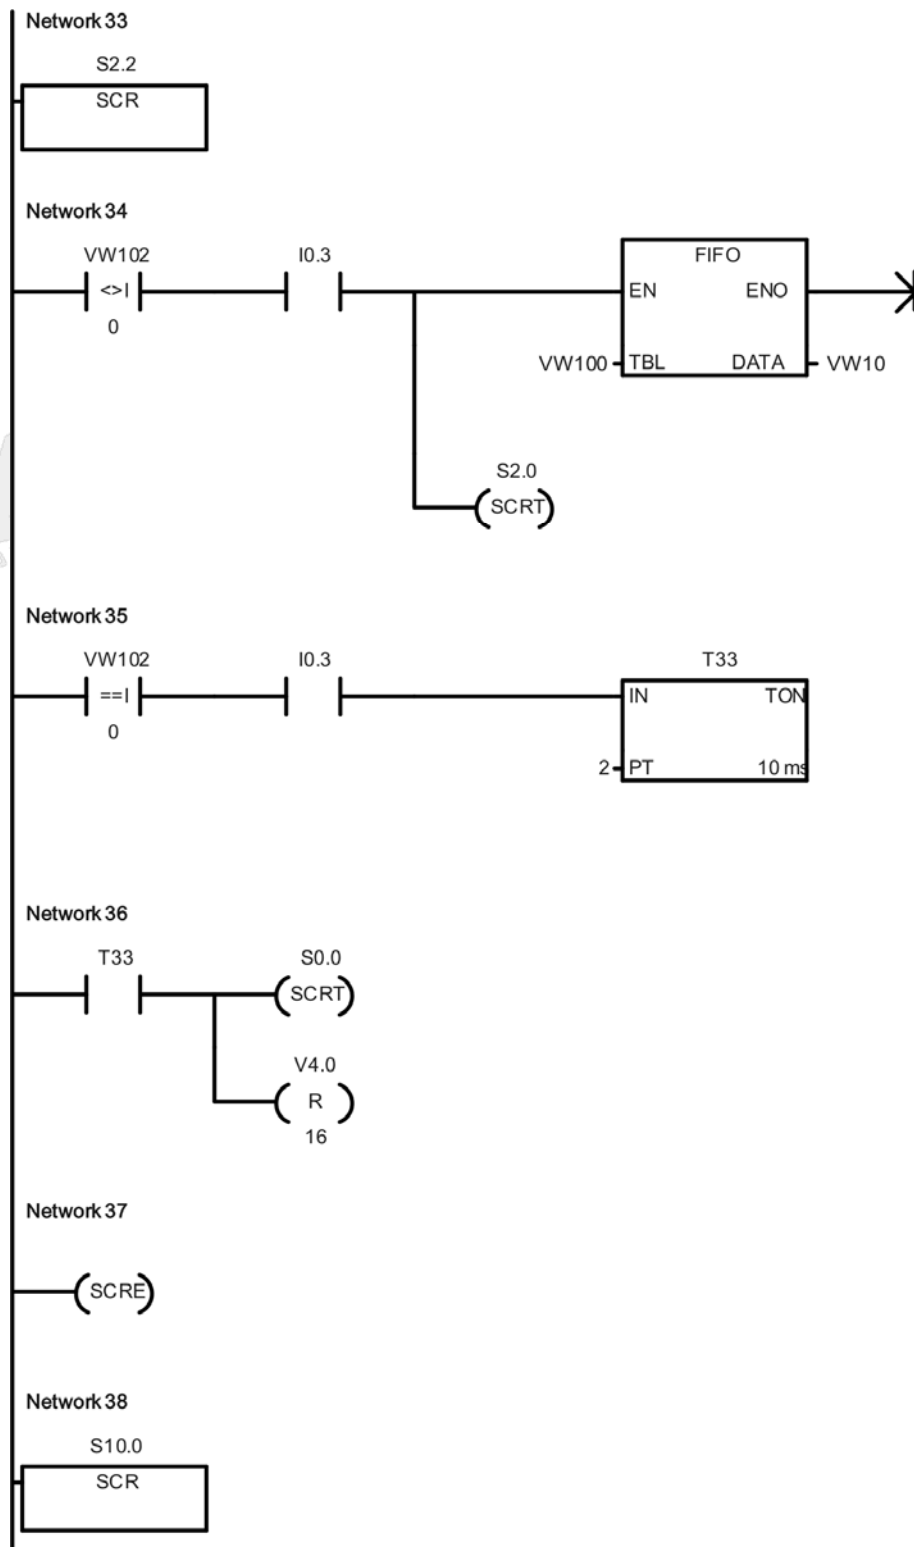 Network 33
S2.2
SCR
Network 34
VW102
<>I
0
I0.3
FIFO
EN ENO
VW100 TBL DATA VW10
S2.0
SCRT
Network 35
VW102
==I
0
I0.3
T33
IN TON
2 PT 10 ms
Network 36
T33
S0.0
SCRT
V4.0
R
16
Network 37
SCRE
Network 38
S10.0
SCR